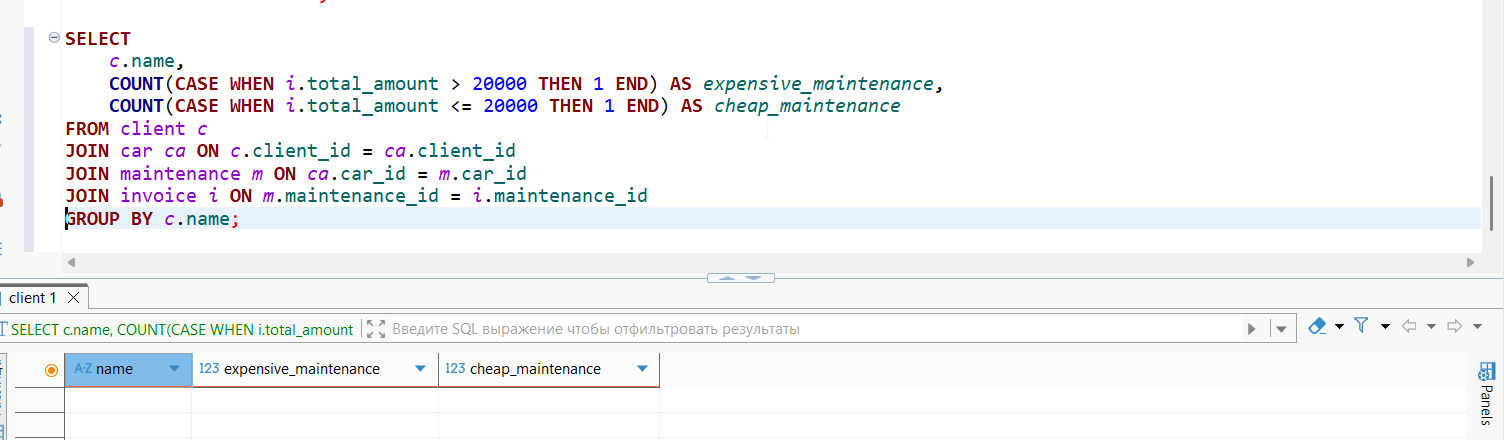 SELECT
c.name,
COUNT(CASE WHEN i.total_amount > 20000 THEN 1 END) AS expensive_maintenance,
COUNT(CASE WHEN i.total_amount <= 20000 THEN 1 END) AS cheap_maintenance
FROM client c
JOIN car ca ON c.client_id = ca.client_id
JOIN maintenance m ON ca.car_id = m.car_id
JOIN invoice i ON m.maintenance_id = i.maintenance_id
GROUP BY c.name;
client 1
SELECT c.name, COUNT(CASE WHEN i.total_amount
Введите SQL выражение чтобы отфильтровать результаты
A-Z name
123 expensive_maintenance
123 cheap_maintenance
Panels